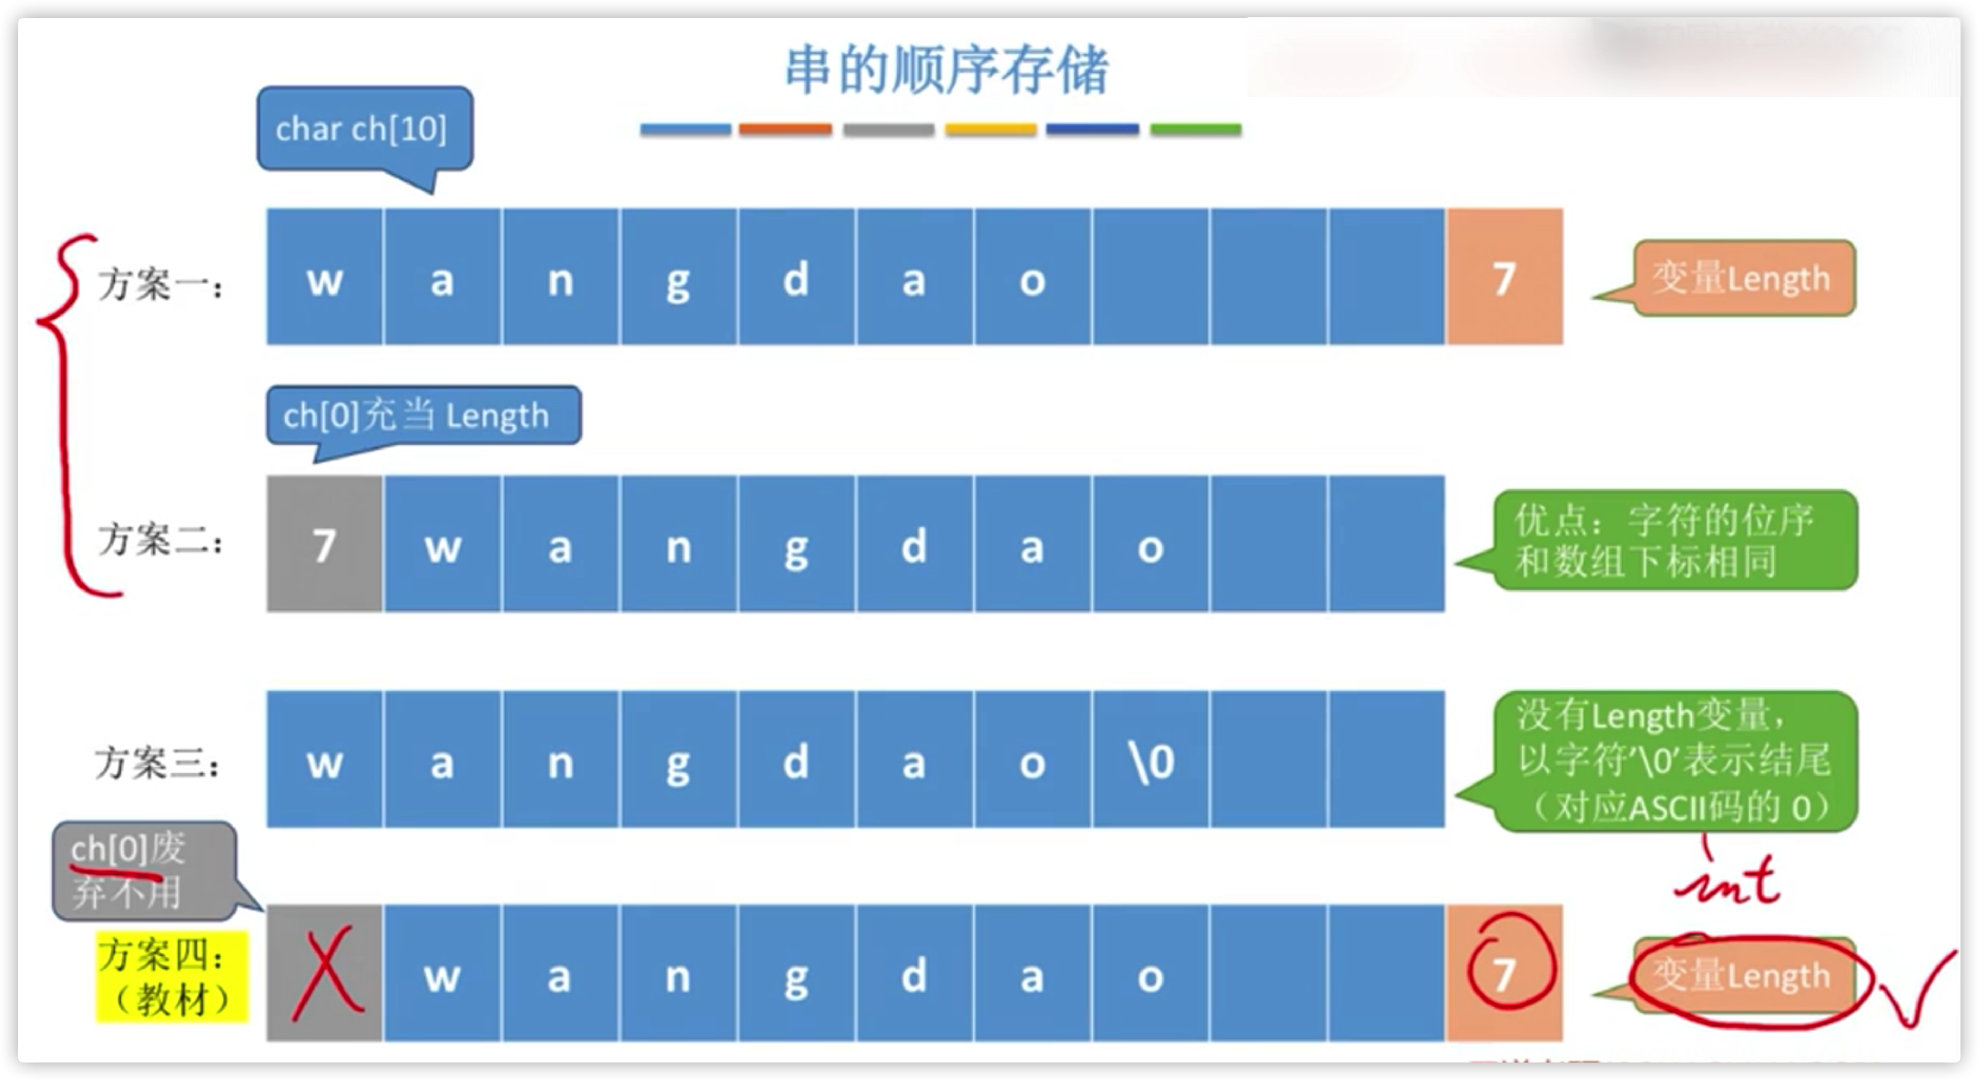 串的顺序存储
char ch[10]
方案一：
w a n g d a o 7
变量Length
ch[0]充当 Length
方案二：
7 w a n g d a o
优点：字符的位序
和数组下标相同
方案三：
w a n g d a o \0
没有Length变量，
以字符'\0'表示结尾
（对应ASCII码的 0）
int
ch[0]废
弃不用
方案四：
（教材）
w a n g d a o 7
变量Length